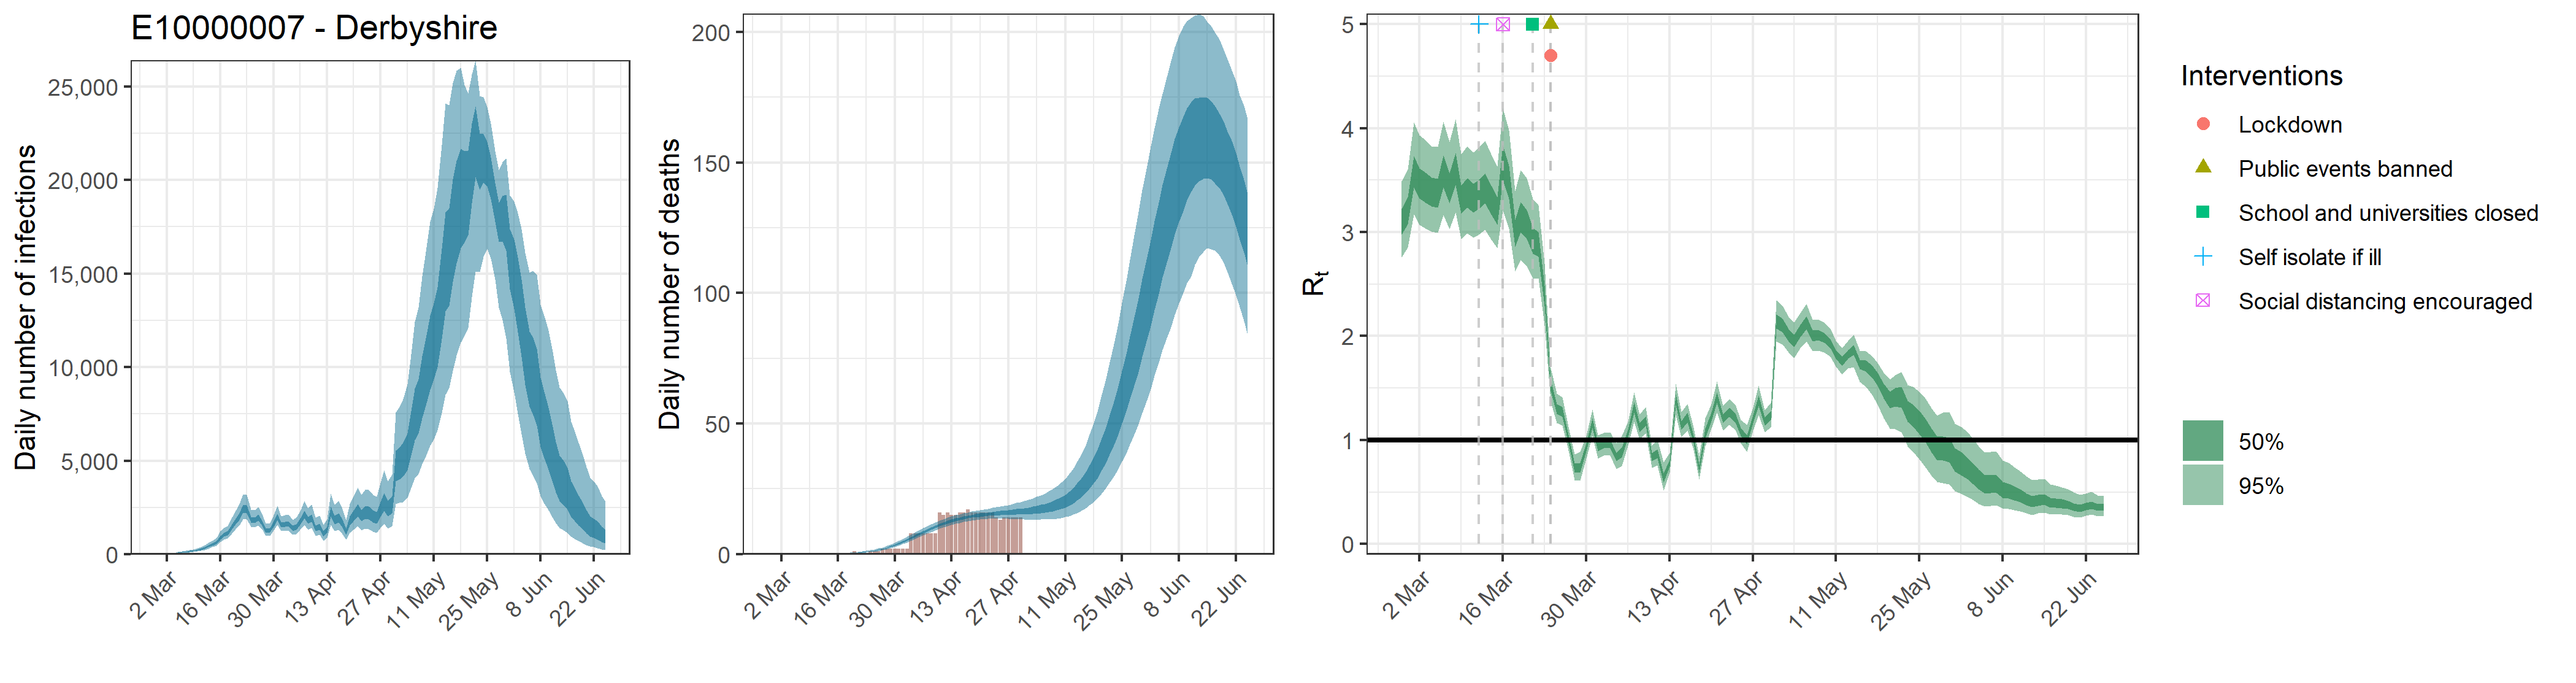 E10000007 - Derbyshire
Daily number of infections
25,000
20,000
15,000
10,000
5,000
0
2 Mar
16 Mar
30 Mar
13 Apr
27 Apr
11 May
25 May
8 Jun
22 Jun
Daily number of deaths
200
150
100
50
0
2 Mar
16 Mar
30 Mar
13 Apr
27 Apr
11 May
25 May
8 Jun
22 Jun
Rt
5
4
3
2
1
0
2 Mar
16 Mar
30 Mar
13 Apr
27 Apr
11 May
25 May
8 Jun
22 Jun
Interventions
Lockdown
Public events banned
School and universities closed
Self isolate if ill
Social distancing encouraged
50%
95%